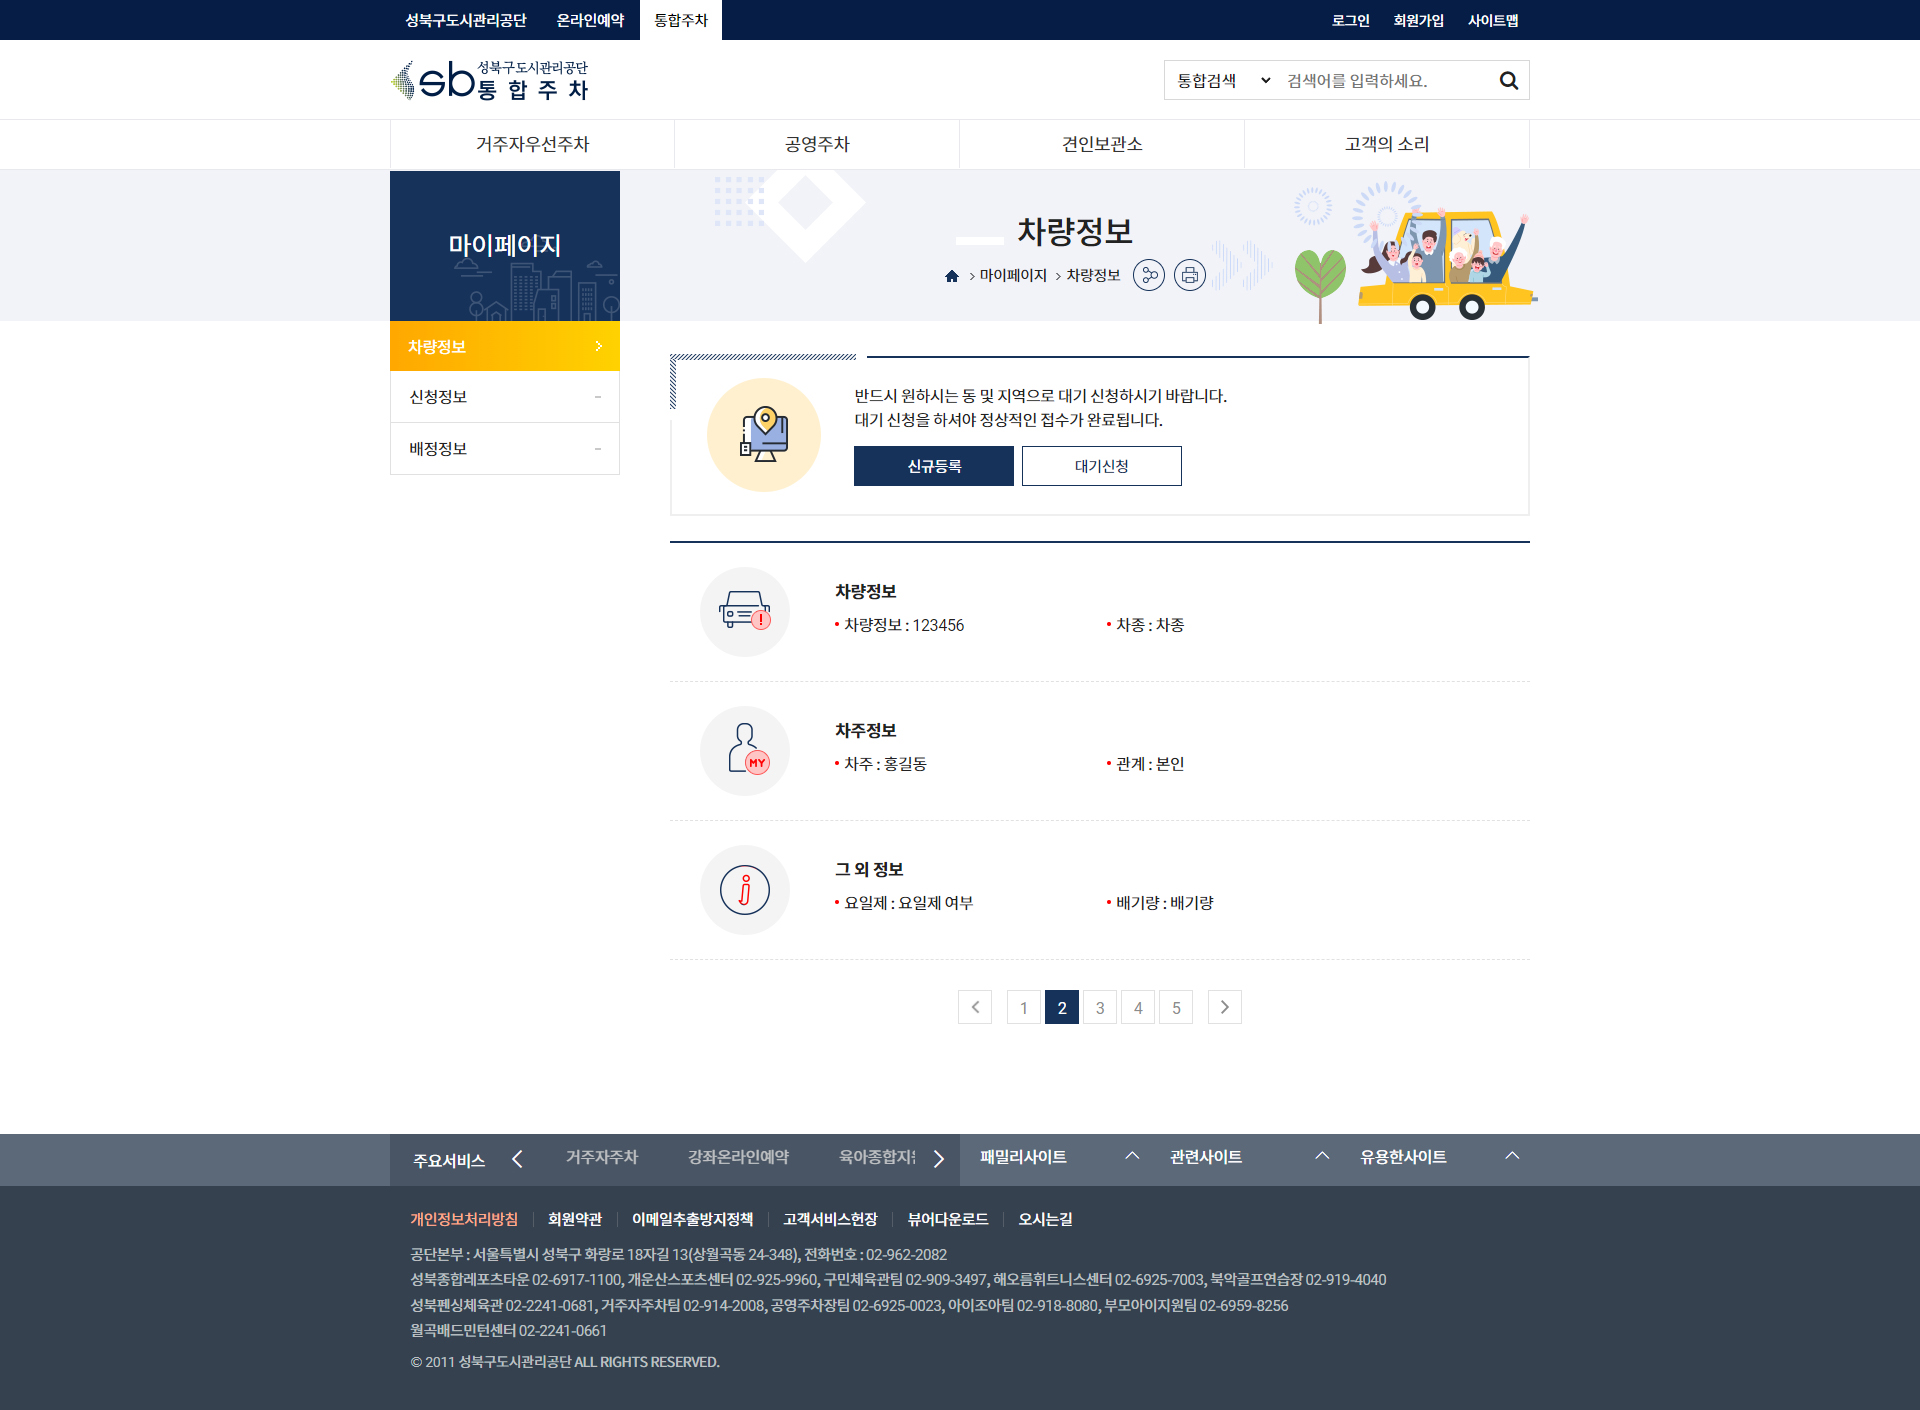 성북구도시관리공단 온라인예약 통합주차 로그인 회원가입 사이트맵
sb 성북구도시관리공단 통합주차
통합검색 검색어를 입력하세요.
거주자우선주차 공영주차 견인보관소 고객의 소리
마이페이지
차량정보
마이페이지 차량정보
차량정보
신청정보
배정정보
반드시 원하시는 동 및 지역으로 대기 신청하시기 바랍니다.
대기 신청을 하셔야 정상적인 접수가 완료됩니다.
신규등록 대기신청
차량정보
차량정보 : 123456 차종 : 차종
MY
차주정보
차주 : 홍길동 관계 : 본인
그 외 정보
요일제 : 요일제 여부 배기량 : 배기량
1 2 3 4 5
주요서비스 거주자주차 강좌온라인예약 육아종합지 패밀리사이트 관련사이트 유용한사이트
개인정보처리방침 회원약관 이메일추출방지정책 고객서비스헌장 뷰어다운로드 오시는길
공단본부 : 서울특별시 성북구 화랑로 18자길 13(상월곡동 24-348), 전화번호 : 02-962-2082
성북종합레포츠타운 02-6917-1100, 개운산스포츠센터 02-925-9960, 구민체육관팀 02-909-3497, 해오름휘트니스센터 02-6925-7003, 북악골프연습장 02-919-4040
성북펜싱체육관 02-2241-0681, 거주자주차팀 02-914-2008, 공영주차장팀 02-6925-0023, 아이조아팀 02-918-8080, 부모아이지원팀 02-6959-8256
월곡배드민턴센터 02-2241-0661
© 2011 성북구도시관리공단 ALL RIGHTS RESERVED.